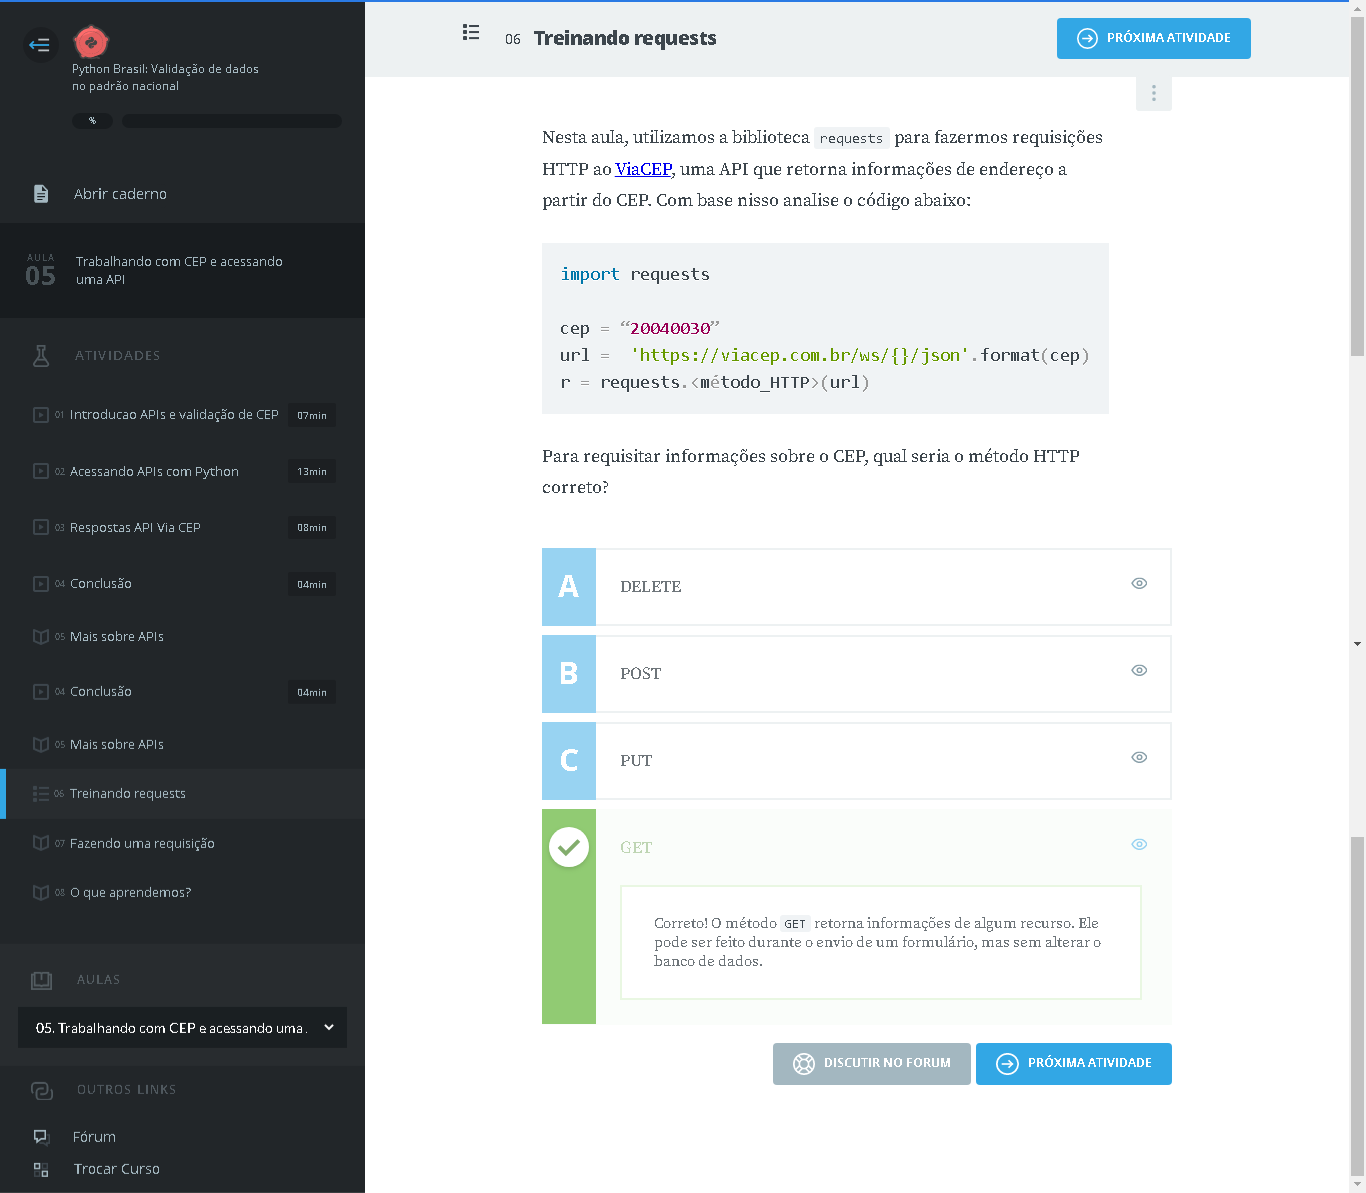 Python Brasil: Validação de dados
no padrão nacional
%
Abrir caderno
AULA
05
Trabalhando com CEP e acessando
uma API
ATIVIDADES
01 Introducao APIs e validação de CEP 07min
02 Acessando APIs com Python 13min
03 Respostas API Via CEP 08min
04 Conclusão 04min
05 Mais sobre APIs
04 Conclusão 04min
05 Mais sobre APIs
06 Treinando requests
07 Fazendo uma requisição
08 O que aprendemos?
AULAS
05. Trabalhando com CEP e acessando uma .
OUTROS LINKS
Fórum
Trocar Curso
06 Treinando requests
PRÓXIMA ATIVIDADE
Nesta aula, utilizamos a biblioteca requests para fazermos requisições
HTTP ao ViaCEP, uma API que retorna informações de endereço a
partir do CEP. Com base nisso analise o código abaixo:
import requests
cep = “20040030”
url =  'https://viacep.com.br/ws/{}/json'.format(cep)
r = requests.<método_HTTP>(url)
Para requisitar informações sobre o CEP, qual seria o método HTTP
correto?
A DELETE
B POST
C PUT
GET
Correto! O método GET retorna informações de algum recurso. Ele
pode ser feito durante o envio de um formulário, mas sem alterar o
banco de dados.
DISCUTIR NO FORUM
PRÓXIMA ATIVIDADE